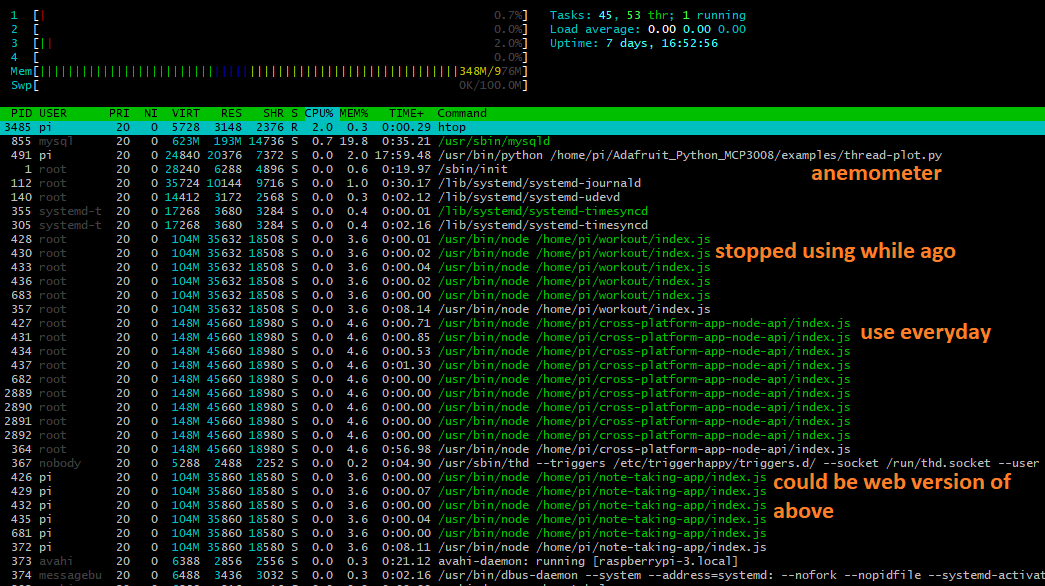 1 [| 0.7%] Tasks: 45, 53 thr; 1 running
2 [ 0.0%] Load average: 0.00 0.00 0.00
3 [|| 2.0%] Uptime: 7 days, 16:52:56
4 [ 0.0%]
Mem[||||||||||||||||||||||||||||||||||||||||||||||||||||||||||||348M/976M]
Swp[ 0K/100.0M]
PID USER PRI NI VIRT RES SHR S CPU% MEM% TIME+ Command
3485 pi 20 0 5728 3148 2376 R 2.0 0.3 0:00.29 htop
855 mysql 20 0 623M 193M 14736 S 0.7 19.8 0:35.21 /usr/sbin/mysqld
491 pi 20 0 24840 20376 7372 S 0.0 2.0 17:59.48 /usr/bin/python /home/pi/Adafruit_Python_MCP3008/examples/thread-plot.py
1 root 20 0 28240 6288 4896 S 0.0 0.6 0:19.97 /sbin/init
anemometer
112 root 20 0 35724 10144 9716 S 0.0 1.0 0:30.17 /lib/systemd/systemd-journald
140 root 20 0 14412 3172 2568 S 0.0 0.3 0:02.12 /lib/systemd/systemd-udevd
355 systemd-t 20 0 17268 3680 3284 S 0.0 0.4 0:00.01 /lib/systemd/systemd-timesyncd
305 systemd-t 20 0 17268 3680 3284 S 0.0 0.4 0:02.16 /lib/systemd/systemd-timesyncd
428 root 20 0 104M 35632 18508 S 0.0 3.6 0:00.01 /usr/bin/node /home/pi/workout/index.js
430 root 20 0 104M 35632 18508 S 0.0 3.6 0:00.02 /usr/bin/node /home/pi/workout/index.js
stopped using while ago
433 root 20 0 104M 35632 18508 S 0.0 3.6 0:00.04 /usr/bin/node /home/pi/workout/index.js
436 root 20 0 104M 35632 18508 S 0.0 3.6 0:00.02 /usr/bin/node /home/pi/workout/index.js
683 root 20 0 104M 35632 18508 S 0.0 3.6 0:00.00 /usr/bin/node /home/pi/workout/index.js
357 root 20 0 104M 35632 18508 S 0.0 3.6 0:08.14 /usr/bin/node /home/pi/workout/index.js
427 root 20 0 148M 45660 18980 S 0.0 4.6 0:00.71 /usr/bin/node /home/pi/cross-platform-app-node-api/index.js
431 root 20 0 148M 45660 18980 S 0.0 4.6 0:00.85 /usr/bin/node /home/pi/cross-platform-app-node-api/index.js
use everyday
434 root 20 0 148M 45660 18980 S 0.0 4.6 0:00.53 /usr/bin/node /home/pi/cross-platform-app-node-api/index.js
437 root 20 0 148M 45660 18980 S 0.0 4.6 0:01.30 /usr/bin/node /home/pi/cross-platform-app-node-api/index.js
682 root 20 0 148M 45660 18980 S 0.0 4.6 0:00.00 /usr/bin/node /home/pi/cross-platform-app-node-api/index.js
2889 root 20 0 148M 45660 18980 S 0.0 4.6 0:00.00 /usr/bin/node /home/pi/cross-platform-app-node-api/index.js
2890 root 20 0 148M 45660 18980 S 0.0 4.6 0:00.00 /usr/bin/node /home/pi/cross-platform-app-node-api/index.js
2891 root 20 0 148M 45660 18980 S 0.0 4.6 0:00.00 /usr/bin/node /home/pi/cross-platform-app-node-api/index.js
2892 root 20 0 148M 45660 18980 S 0.0 4.6 0:00.00 /usr/bin/node /home/pi/cross-platform-app-node-api/index.js
364 root 20 0 148M 45660 18980 S 0.0 4.6 0:56.98 /usr/bin/node /home/pi/cross-platform-app-node-api/index.js
367 nobody 20 0 5288 2488 2252 S 0.0 0.2 0:04.90 /usr/sbin/thd --triggers /etc/triggerhappy/triggers.d/ --socket /run/thd.socket --user
426 pi 20 0 104M 35860 18580 S 0.0 3.6 0:00.00 /usr/bin/node /home/pi/note-taking-app/index.js
could be web version of
429 pi 20 0 104M 35860 18580 S 0.0 3.6 0:00.07 /usr/bin/node /home/pi/note-taking-app/index.js
432 pi 20 0 104M 35860 18580 S 0.0 3.6 0:00.00 /usr/bin/node /home/pi/note-taking-app/index.js
above
435 pi 20 0 104M 35860 18580 S 0.0 3.6 0:00.04 /usr/bin/node /home/pi/note-taking-app/index.js
681 pi 20 0 104M 35860 18580 S 0.0 3.6 0:00.00 /usr/bin/node /home/pi/note-taking-app/index.js
372 pi 20 0 104M 35860 18580 S 0.0 3.6 0:08.11 /usr/bin/node /home/pi/note-taking-app/index.js
373 avahi 20 0 6388 2856 2556 S 0.0 0.3 0:21.12 avahi-daemon: running [raspberrypi-3.local]
374 messagebu 20 0 6488 3436 3032 S 0.0 0.3 0:02.16 /usr/bin/dbus-daemon --system --address=systemd: --nofork --nopidfile --systemd-activat